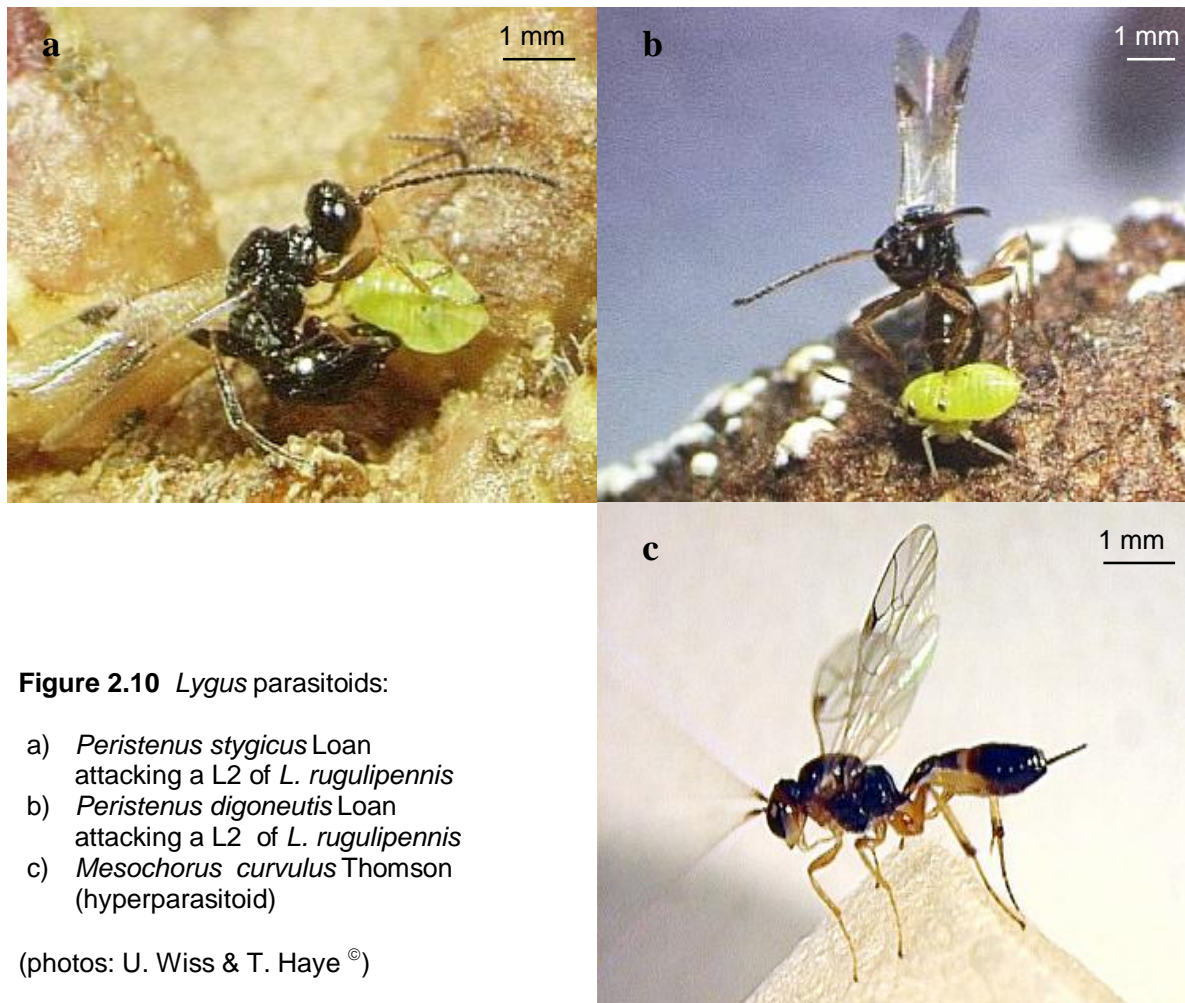 a
1 mm
b
1 mm
c
1 mm
Figure 2.10 Lygus parasitoids:
a) Peristenus stygicus Loan
attacking a L2 of L. rugulipennis
b) Peristenus digoneutis Loan
attacking a L2 of L. rugulipennis
c) Mesochorus curvulus Thomson
(hyperparasitoid)
(photos: U. Wiss & T. Haye ©)